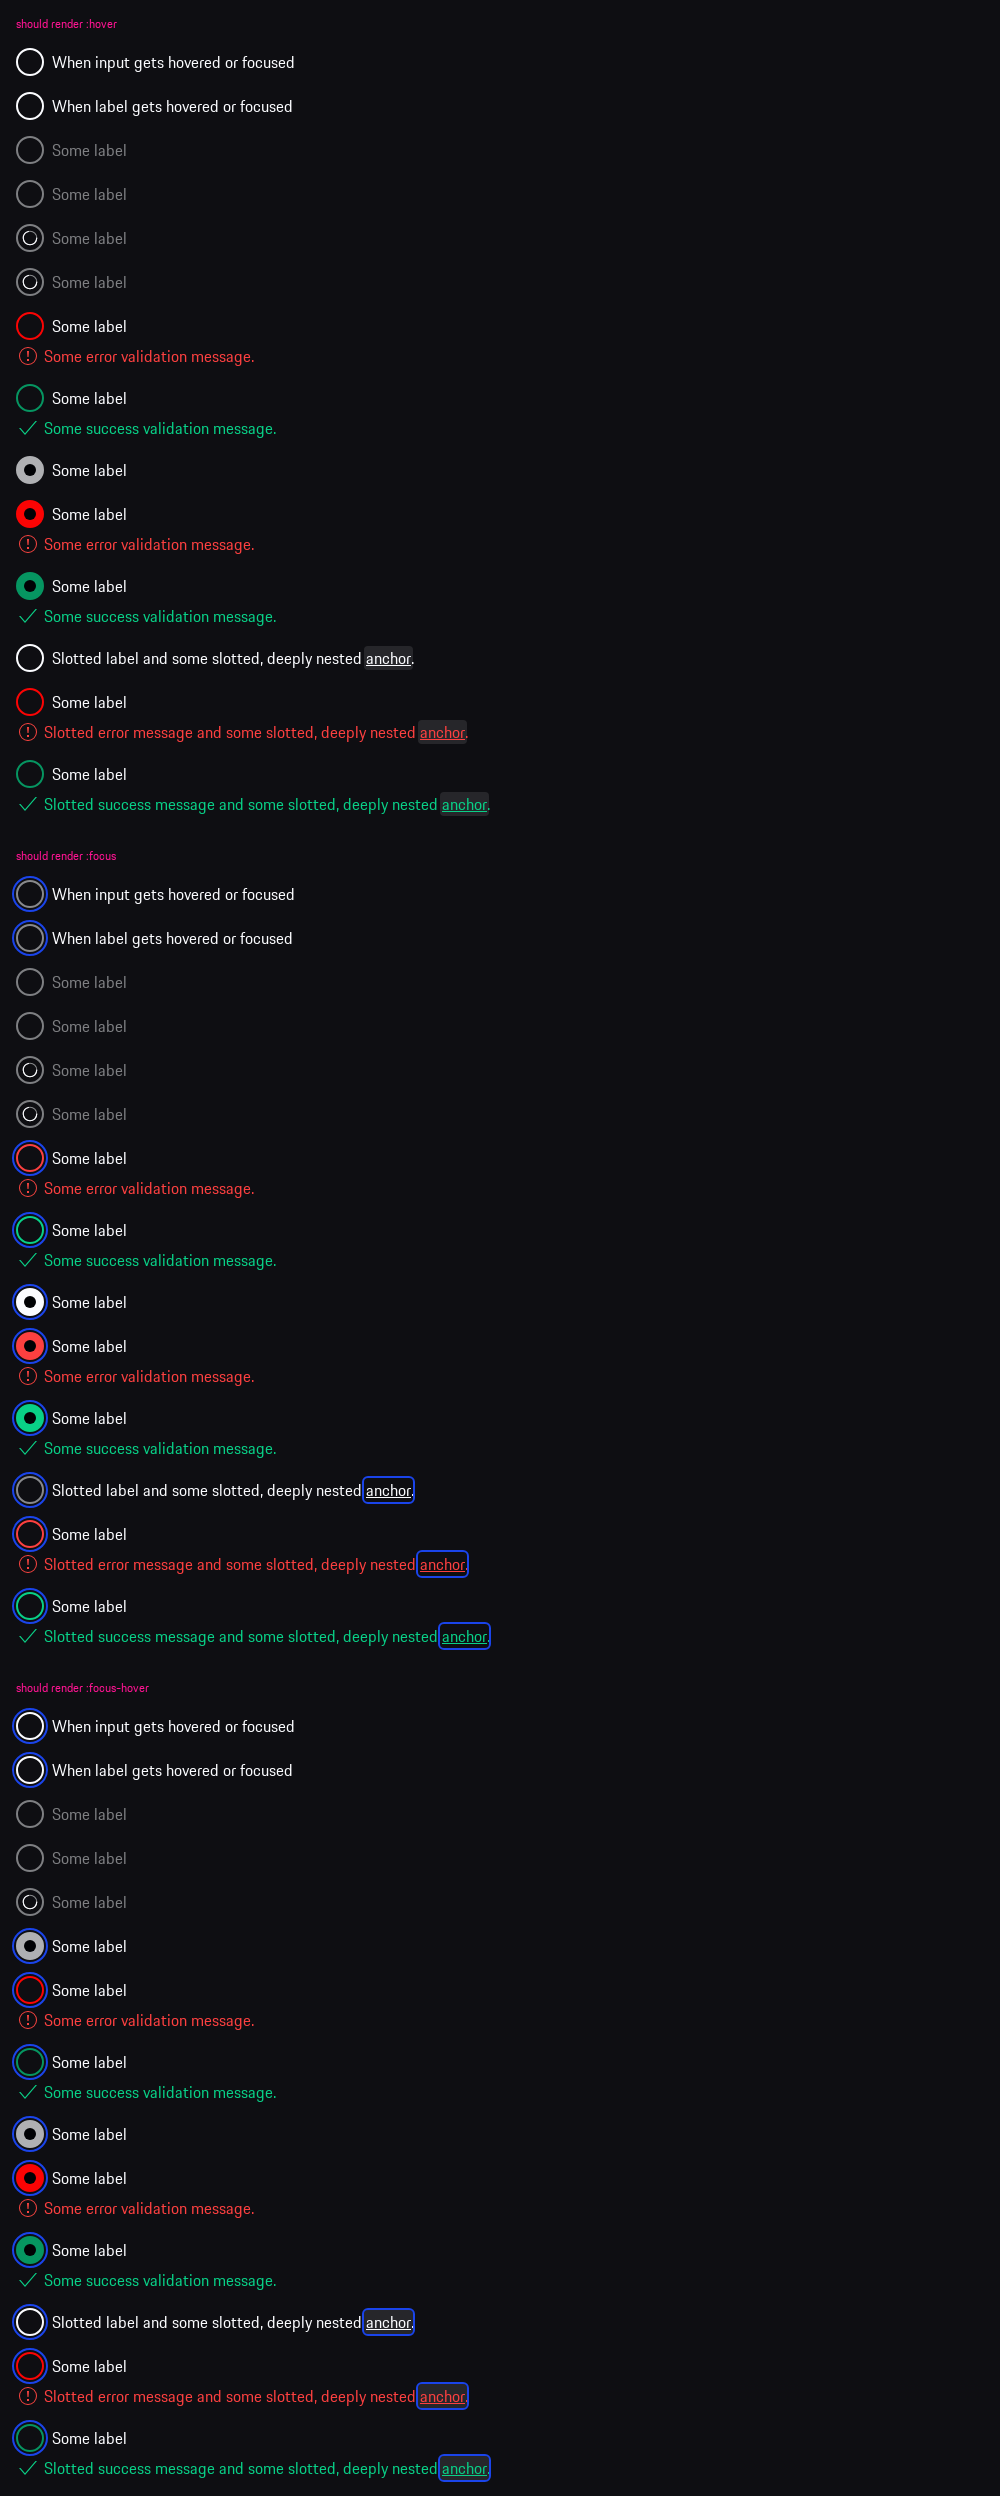 should render :hover
When input gets hovered or focused
When label gets hovered or focused
Some label
Some label
Some label
Some label
Some label
Some error validation message.
Some label
Some success validation message.
Some label
Some label
Some error validation message.
Some label
Some success validation message.
Slotted label and some slotted, deeply nested anchor.
Some label
Slotted error message and some slotted, deeply nested anchor.
Some label
Slotted success message and some slotted, deeply nested anchor.
should render :focus
When input gets hovered or focused
When label gets hovered or focused
Some label
Some label
Some label
Some label
Some label
Some error validation message.
Some label
Some success validation message.
Some label
Some label
Some error validation message.
Some label
Some success validation message.
Slotted label and some slotted, deeply nested anchor.
Some label
Slotted error message and some slotted, deeply nested anchor.
Some label
Slotted success message and some slotted, deeply nested anchor.
should render :focus-hover
When input gets hovered or focused
When label gets hovered or focused
Some label
Some label
Some label
Some label
Some label
Some error validation message.
Some label
Some success validation message.
Some label
Some label
Some error validation message.
Some label
Some success validation message.
Slotted label and some slotted, deeply nested anchor.
Some label
Slotted error message and some slotted, deeply nested anchor.
Some label
Slotted success message and some slotted, deeply nested anchor.